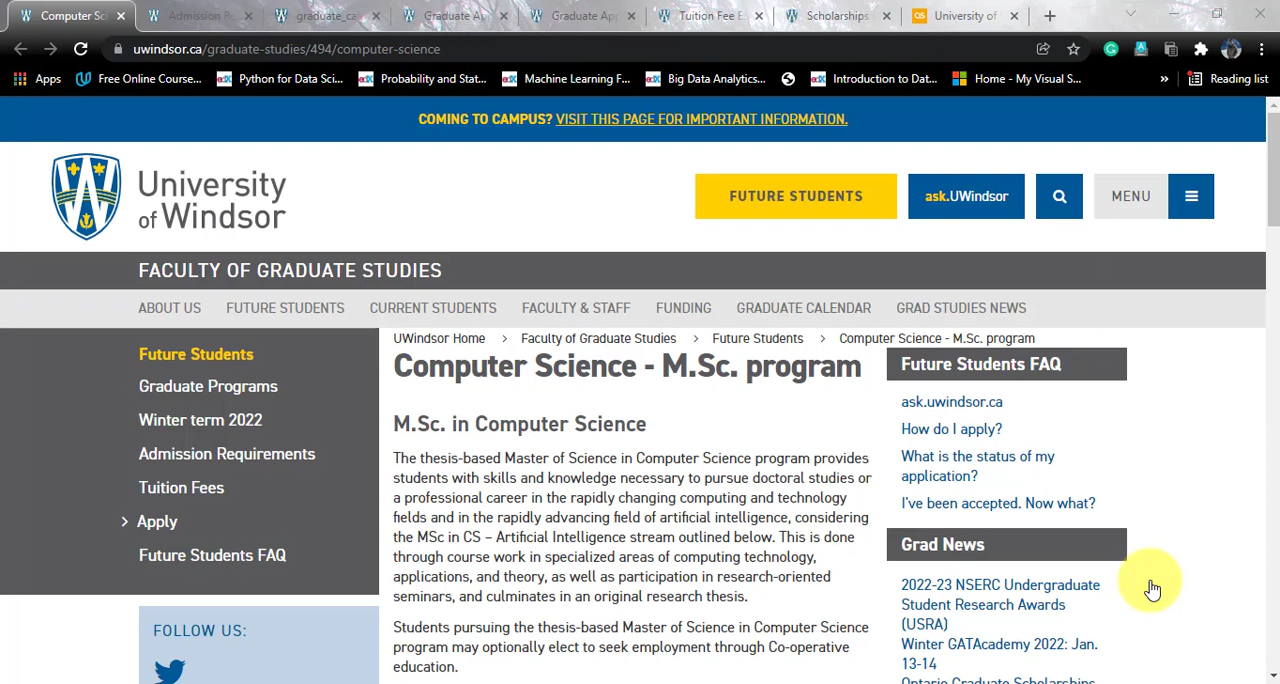 Computer Sc
Admission Re
graduate_ca
Graduate Ap
Graduate App
Tuition Fee E
Scholarships
University of
uwindsor.ca/graduate-studies/494/computer-science
Apps
Free Online Course...
Python for Data Sci...
Probability and Stat...
Machine Learning F...
Big Data Analytics...
Introduction to Dat...
Home - My Visual S...
»
Reading list
COMING TO CAMPUS? VISIT THIS PAGE FOR IMPORTANT INFORMATION.
University
of Windsor
FUTURE STUDENTS
ask.UWindsor
MENU
FACULTY OF GRADUATE STUDIES
ABOUT US
FUTURE STUDENTS
CURRENT STUDENTS
FACULTY & STAFF
FUNDING
GRADUATE CALENDAR
GRAD STUDIES NEWS
Future Students
Graduate Programs
Winter term 2022
Admission Requirements
Tuition Fees
Apply
Future Students FAQ
FOLLOW US:
UWindsor Home > Faculty of Graduate Studies > Future Students > Computer Science - M.Sc. program
Computer Science - M.Sc. program
M.Sc. in Computer Science
The thesis-based Master of Science in Computer Science program provides
students with skills and knowledge necessary to pursue doctoral studies or
a professional career in the rapidly changing computing and technology
fields and in the rapidly advancing field of artificial intelligence, considering
the MSc in CS – Artificial Intelligence stream outlined below. This is done
through course work in specialized areas of computing technology,
applications, and theory, as well as participation in research-oriented
seminars, and culminates in an original research thesis.
Students pursuing the thesis-based Master of Science in Computer Science
program may optionally elect to seek employment through Co-operative
education.
Future Students FAQ
ask.uwindsor.ca
How do I apply?
What is the status of my
application?
I've been accepted. Now what?
Grad News
2022-23 NSERC Undergraduate
Student Research Awards
(USRA)
Winter GATAcademy 2022: Jan.
13-14
Ontario Graduate Scholarships